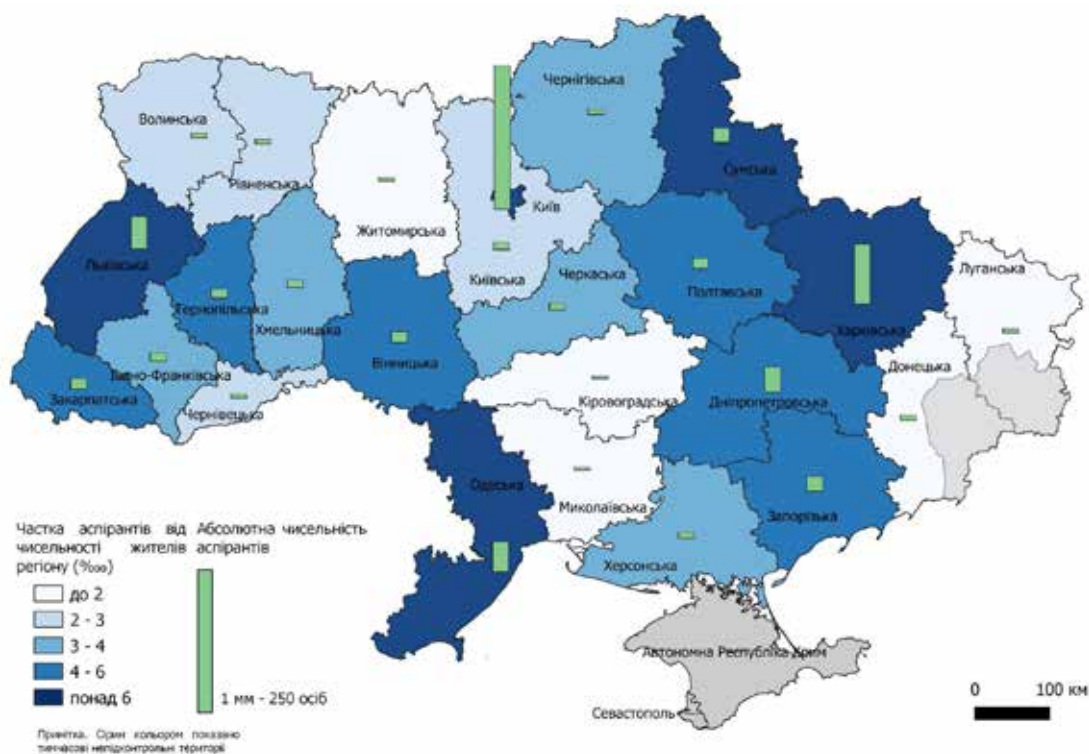 Чернігівська
Волинська
Сумська
Рівненська
Київ
Житомирська
Львівська
Київська
Черкаська
Луганська
Полтавська
Тернопільська
Хмельницька
Харківська
Вінницька
Івано-Франківська
Донецька
Закарпатська
Чернівецька
Кіровоградська
Дніпропетровська
Одеська
Миколаївська
Запорізька
Херсонська
Автономна Республіка Крим
Севастополь
Частка аспірантів від
чисельності жителів
регіону (%₀₀)
до 2
2 - 3
3 - 4
4 - 6
понад 6
Абсолютна чисельність
аспірантів
1 мм - 250 осіб
Примітка. Сірим кольором показано
тимчасові непідконтрольні території
0 100 км